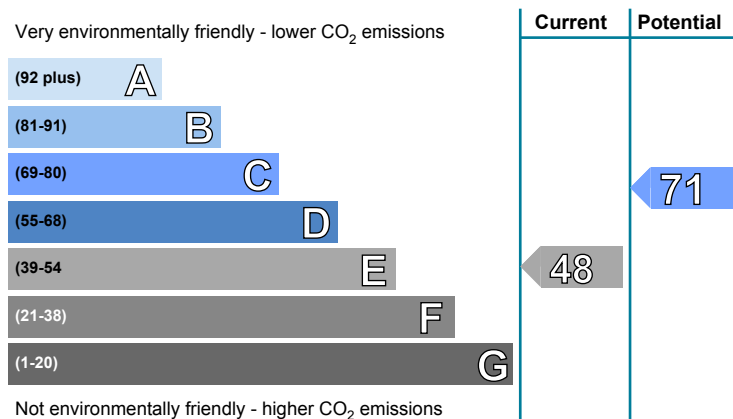 Very environmentally friendly - lower CO₂ emissions
Current
Potential
(92 plus) A
(81-91) B
(69-80) C
71
(55-68) D
(39-54 E
48
(21-38) F
(1-20) G
Not environmentally friendly - higher CO₂ emissions